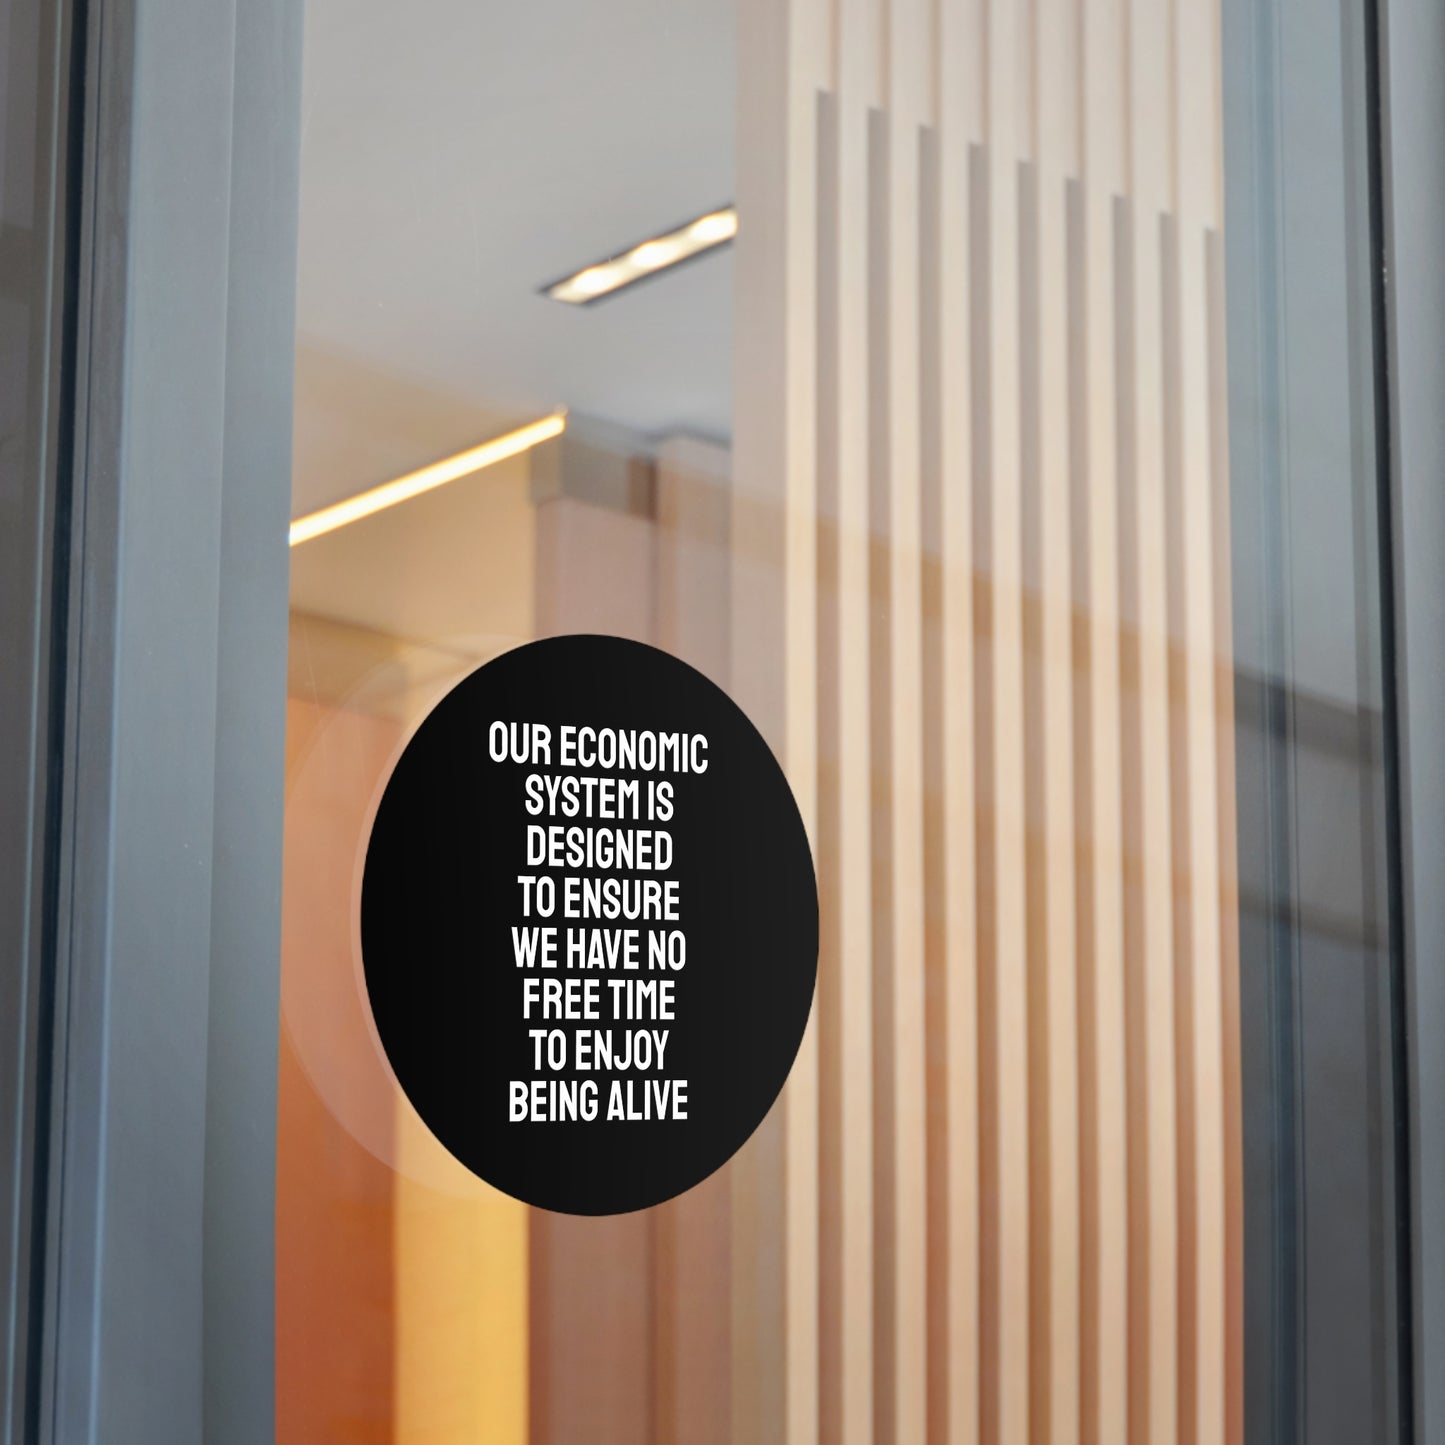 OUR ECONOMIC
SYSTEM IS
DESIGNED
TO ENSURE
WE HAVE NO
FREE TIME
TO ENJOY
BEING ALIVE